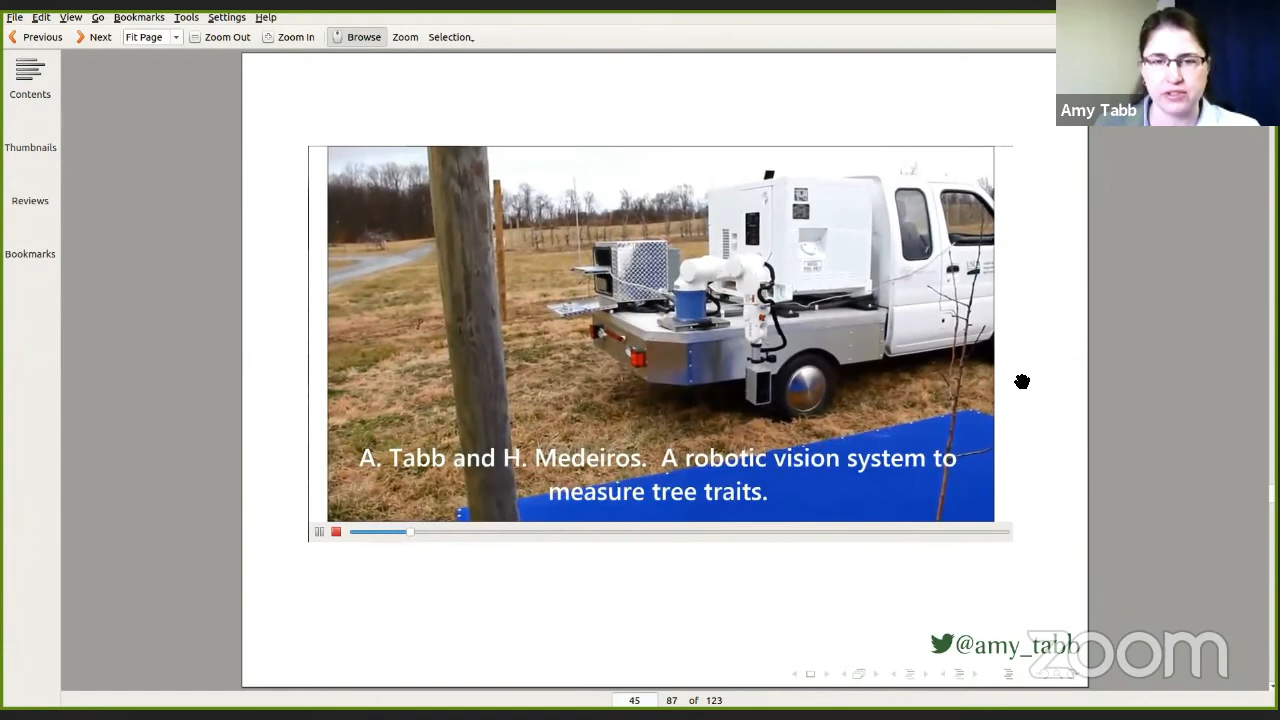 File Edit View Go Bookmarks Tools Settings Help
Previous Next Fit Page Zoom Out Zoom In Browse Zoom Selection
Contents
Thumbnails
Reviews
Bookmarks
Amy Tabb
A. Tabb and H. Medeiros. A robotic vision system to
measure tree traits.
@amy_tabb
zoom
45 87 of 123